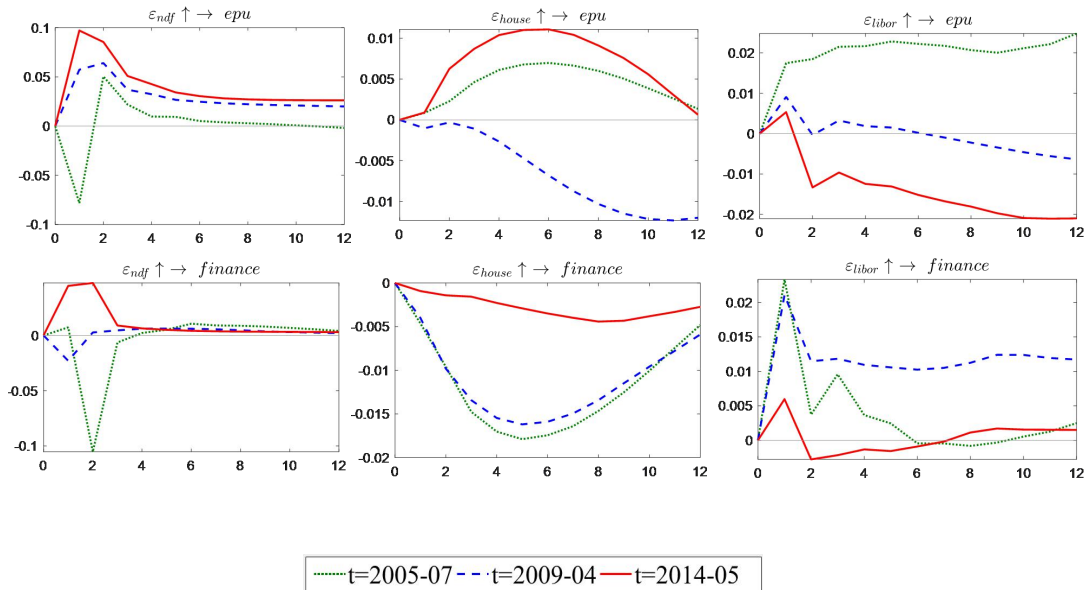 ε_ndf ↑ → epu
0.1
0.05
0
-0.05
-0.1
0 2 4 6 8 10 12
ε_house ↑ → epu
0.01
0.005
0
-0.005
-0.01
0 2 4 6 8 10 12
ε_libor ↑ → epu
0.02
0.01
0
-0.01
-0.02
0 2 4 6 8 10 12
ε_ndf ↑ → finance
0
-0.05
-0.1
0 2 4 6 8 10 12
ε_house ↑ → finance
0
-0.005
-0.01
-0.015
-0.02
0 2 4 6 8 10 12
ε_libor ↑ → finance
0.02
0.01
0.005
0
0 2 4 6 8 10 12
t=2005-07 t=2009-04 t=2014-05